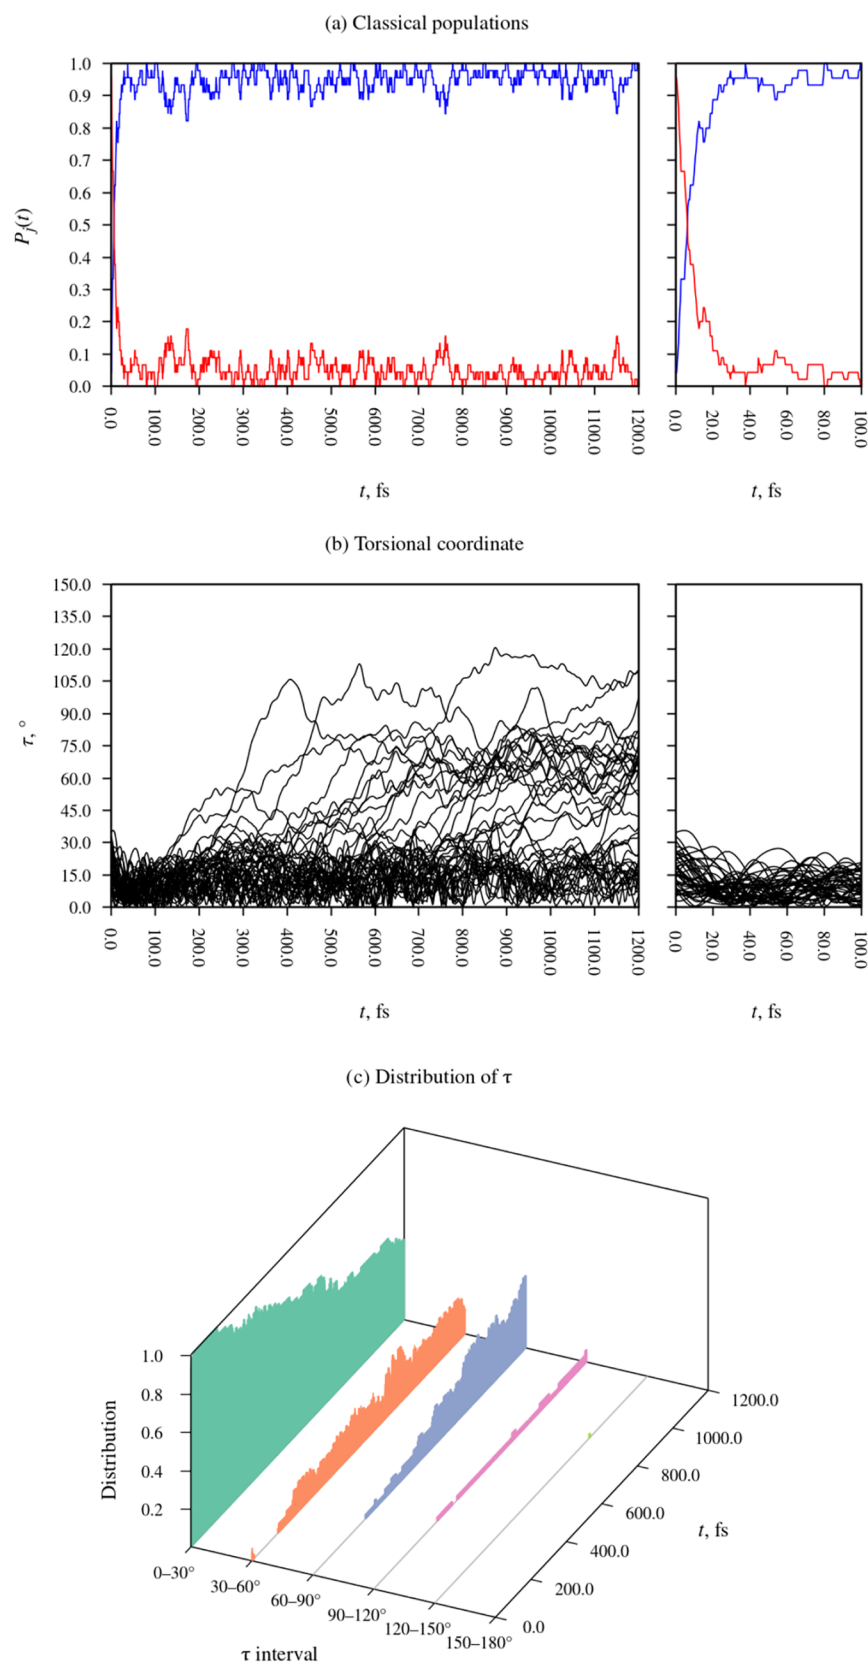 (a) Classical populations
1.0
0.9
0.8
0.7
0.6
0.5
0.4
0.3
0.2
0.1
0.0
Pj(t)
0.0 100.0 200.0 300.0 400.0 500.0 600.0 700.0 800.0 900.0 1000.0 1100.0 1200.0
0.0 20.0 40.0 60.0 80.0 100.0
t, fs
t, fs
(b) Torsional coordinate
150.0
135.0
120.0
105.0
90.0
75.0
60.0
45.0
30.0
15.0
0.0
τ, °
0.0 100.0 200.0 300.0 400.0 500.0 600.0 700.0 800.0 900.0 1000.0 1100.0 1200.0
0.0 20.0 40.0 60.0 80.0 100.0
t, fs
t, fs
(c) Distribution of τ
1.0
0.8
0.6
0.4
0.2
Distribution
0–30°
30–60°
60–90°
90–120°
120–150°
150–180°
τ interval
1200.0
1000.0
800.0
600.0
400.0
200.0
0.0
t, fs